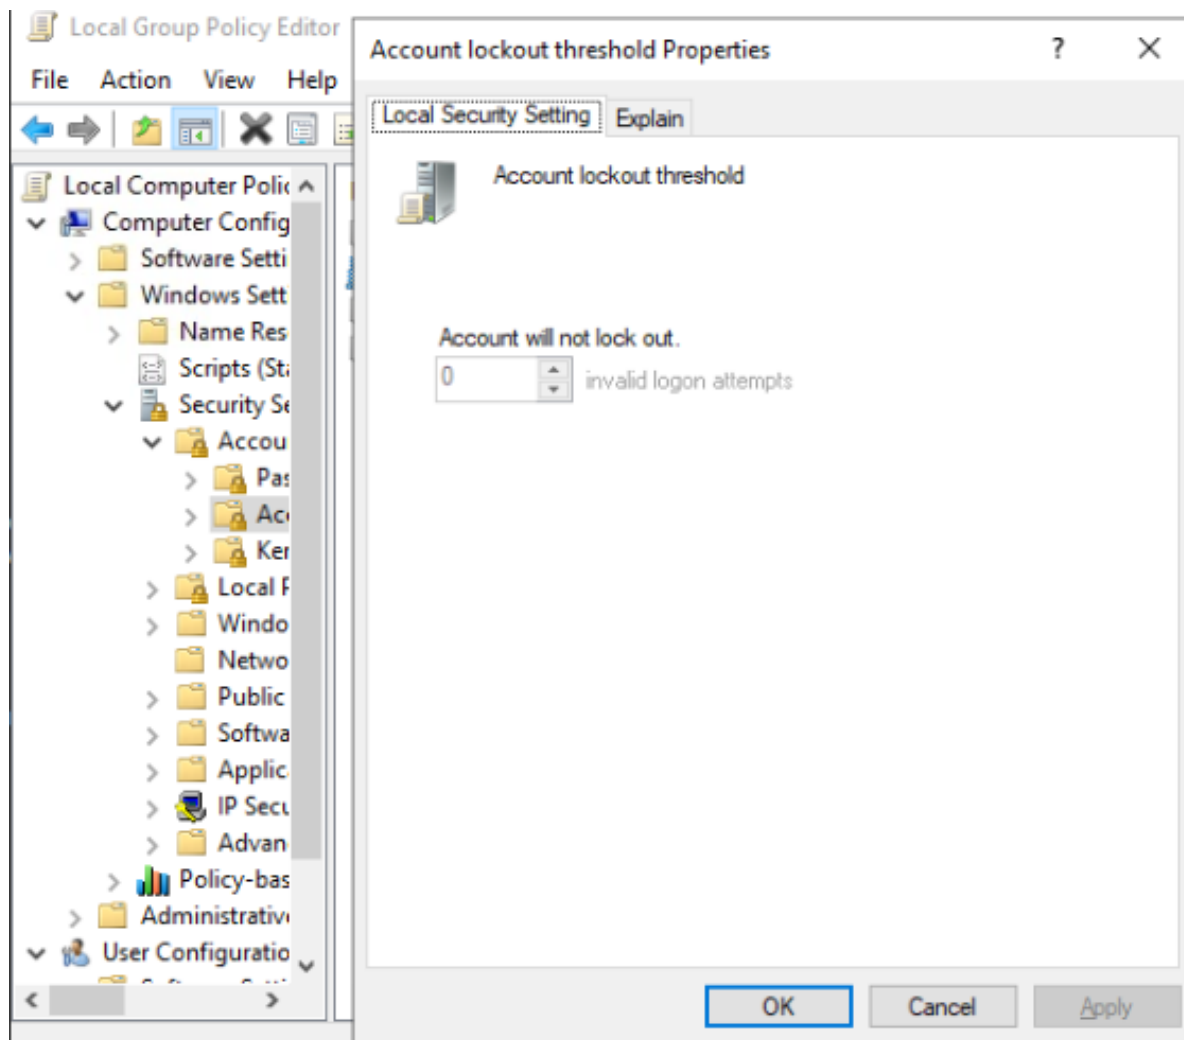 Local Group Policy Editor
File Action View Help
Local Computer Polic
Computer Config
Software Setti
Windows Sett
Name Res
Scripts (Sta
Security Se
Accou
Pas
Acc
Ker
Local P
Windo
Netwo
Public
Softwa
Applic
IP Secu
Advan
Policy-bas
Administrativ
User Configuratio
Account lockout threshold Properties ?
Local Security Setting Explain
Account lockout threshold
Account will not lock out.
0 invalid logon attempts
OK Cancel Apply